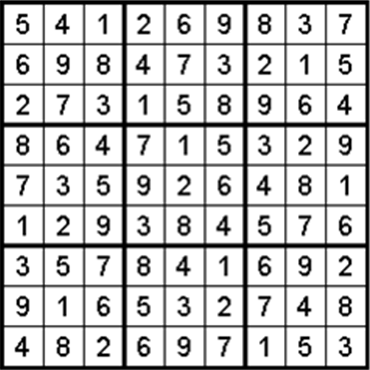 5 4 1 2 6 9 8 3 7
6 9 8 4 7 3 2 1 5
2 7 3 1 5 8 9 6 4
8 6 4 7 1 5 3 2 9
7 3 5 9 2 6 4 8 1
1 2 9 3 8 4 5 7 6
3 5 7 8 4 1 6 9 2
9 1 6 5 3 2 7 4 8
4 8 2 6 9 7 1 5 3